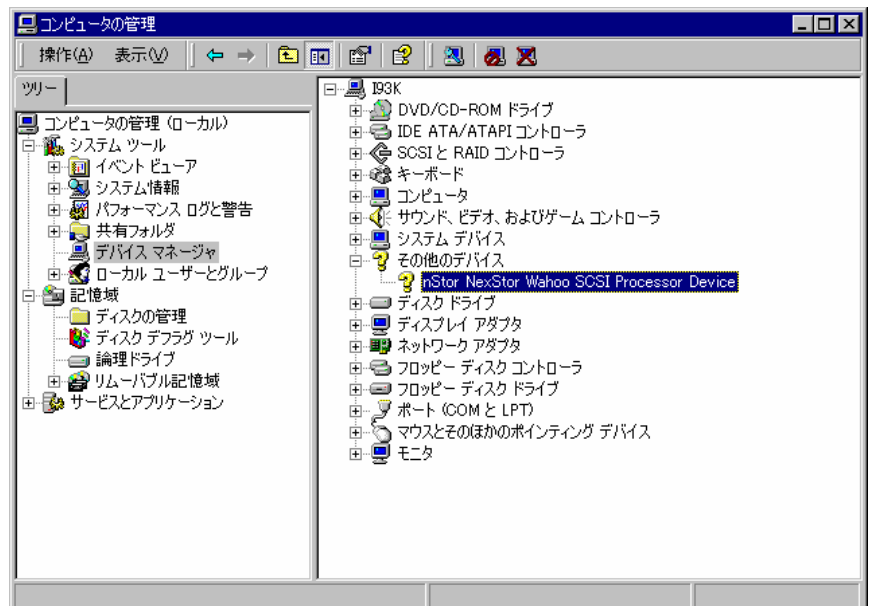 コンピュータの管理
操作(A) 表示(V)
ツリー
コンピュータの管理 (ローカル)
システム ツール
イベント ビューア
システム情報
パフォーマンス ログと警告
共有フォルダ
デバイス マネージャ
ローカル ユーザーとグループ
記憶域
ディスクの管理
ディスク デフラグ ツール
論理ドライブ
リムーバブル記憶域
サービスとアプリケーション
I93K
DVD/CD-ROM ドライブ
IDE ATA/ATAPI コントローラ
SCSI と RAID コントローラ
キーボード
コンピュータ
サウンド、ビデオ、およびゲーム コントローラ
システム デバイス
その他のデバイス
nStor NexStor Wahoo SCSI Processor Device
ディスク ドライブ
ディスプレイ アダプタ
ネットワーク アダプタ
フロッピー ディスク コントローラ
フロッピー ディスク ドライブ
ポート (COM と LPT)
マウスとそのほかのポインティング デバイス
モニタ